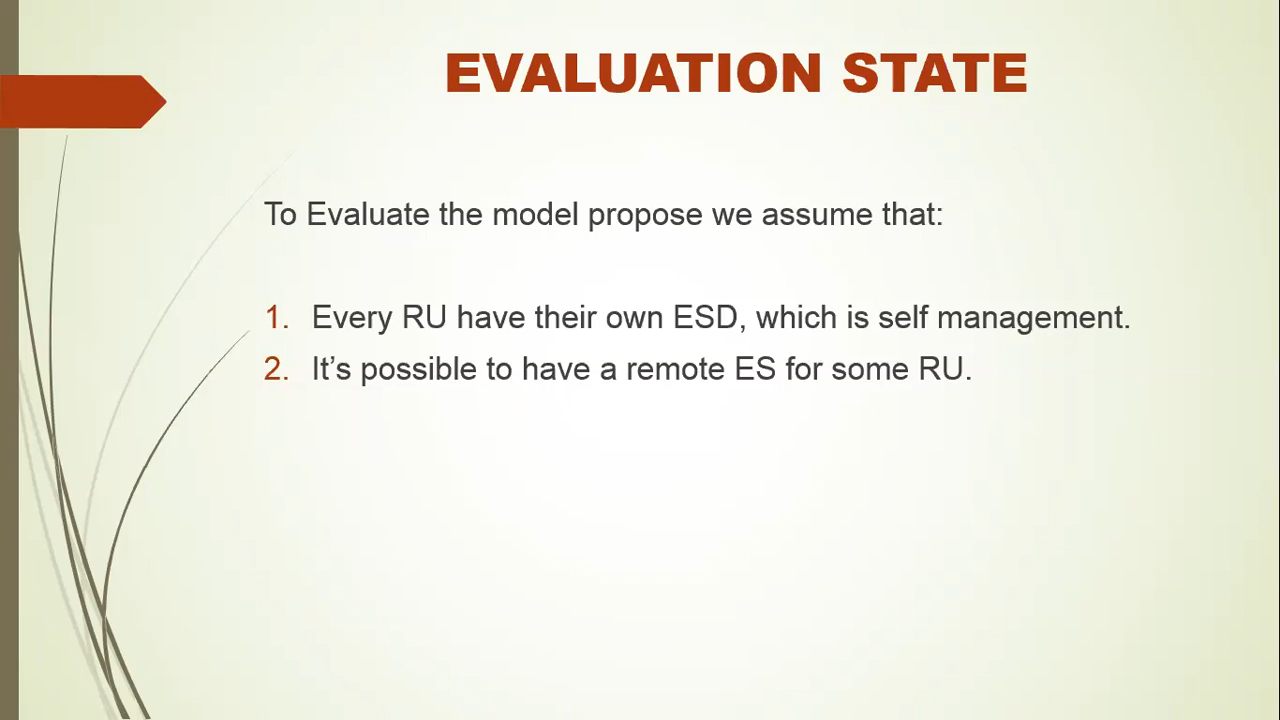 EVALUATION STATE
To Evaluate the model propose we assume that:
1. Every RU have their own ESD, which is self management.
2. It’s possible to have a remote ES for some RU.